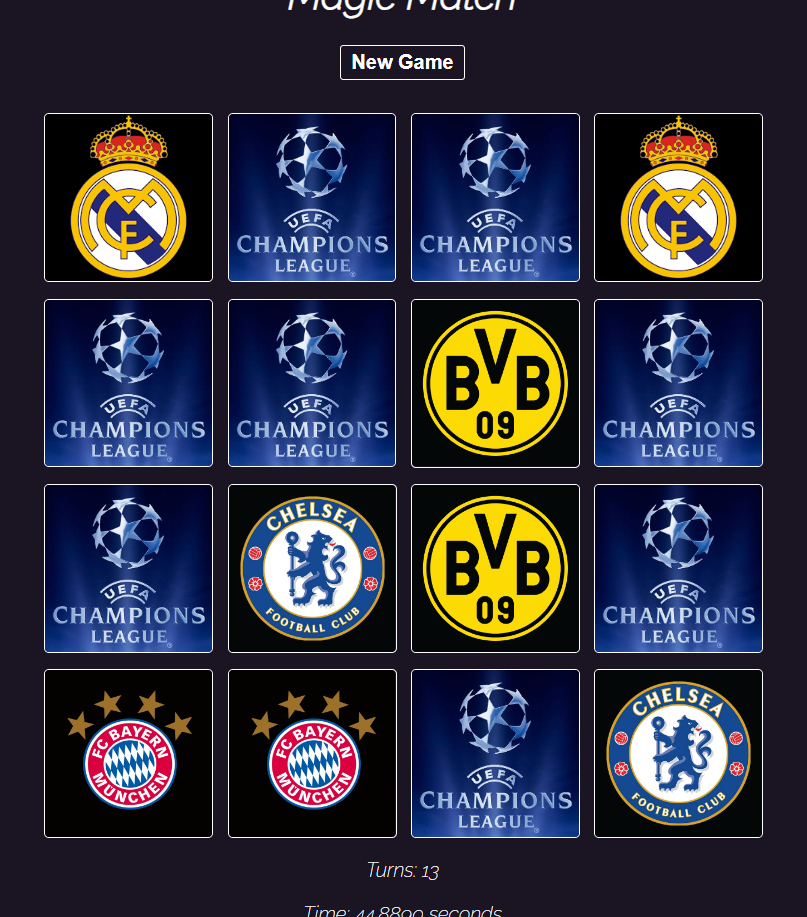 Magic Match
New Game
UEFA
CHAMPIONS
LEAGUE
UEFA
CHAMPIONS
LEAGUE
UEFA
CHAMPIONS
LEAGUE
UEFA
CHAMPIONS
LEAGUE
BVB
09
UEFA
CHAMPIONS
LEAGUE
UEFA
CHAMPIONS
LEAGUE
CHELSEA
FOOTBALL CLUB
BVB
09
UEFA
CHAMPIONS
LEAGUE
FC BAYERN
MÜNCHEN
FC BAYERN
MÜNCHEN
UEFA
CHAMPIONS
LEAGUE
CHELSEA
FOOTBALL CLUB
Turns: 13
Time: 44.8890 seconds